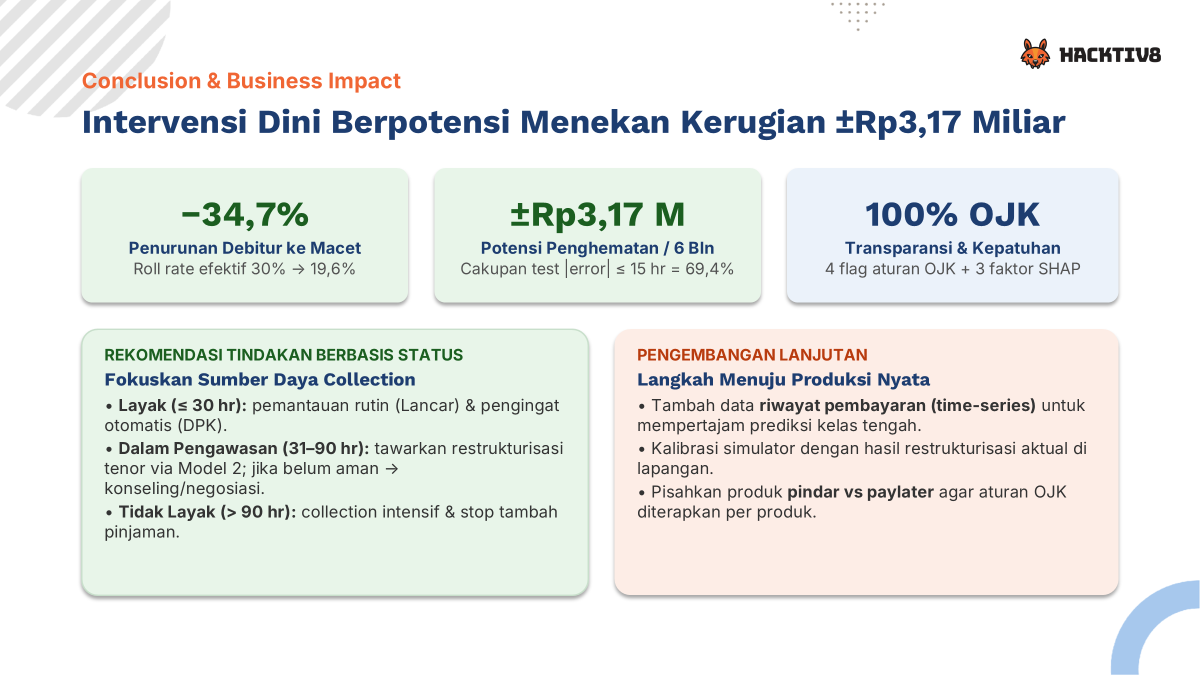 HACKTIV8
Conclusion & Business Impact
Intervensi Dini Berpotensi Menekan Kerugian ±Rp3,17 Miliar
−34,7%
Penurunan Debitur ke Macet
Roll rate efektif 30% → 19,6%
±Rp3,17 M
Potensi Penghematan / 6 Bln
Cakupan test |error| ≤ 15 hr = 69,4%
100% OJK
Transparansi & Kepatuhan
4 flag aturan OJK + 3 faktor SHAP
REKOMENDASI TINDAKAN BERBASIS STATUS
Fokuskan Sumber Daya Collection
• Layak (≤ 30 hr): pemantauan rutin (Lancar) & pengingat
otomatis (DPK).
• Dalam Pengawasan (31–90 hr): tawarkan restrukturisasi
tenor via Model 2; jika belum aman →
konseling/negosiasi.
• Tidak Layak (> 90 hr): collection intensif & stop tambah
pinjaman.
PENGEMBANGAN LANJUTAN
Langkah Menuju Produksi Nyata
• Tambah data riwayat pembayaran (time-series) untuk
mempertajam prediksi kelas tengah.
• Kalibrasi simulator dengan hasil restrukturisasi aktual di
lapangan.
• Pisahkan produk pindar vs paylater agar aturan OJK
diterapkan per produk.